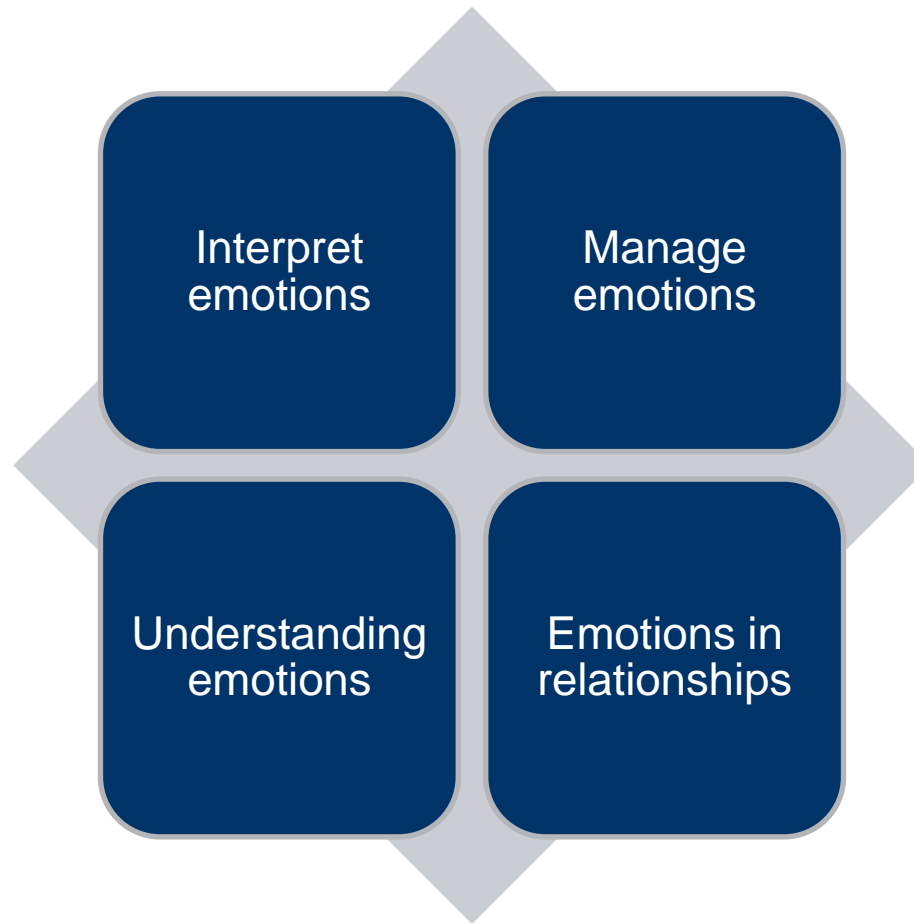 Interpret
emotions
Manage
emotions
Understanding
emotions
Emotions in
relationships